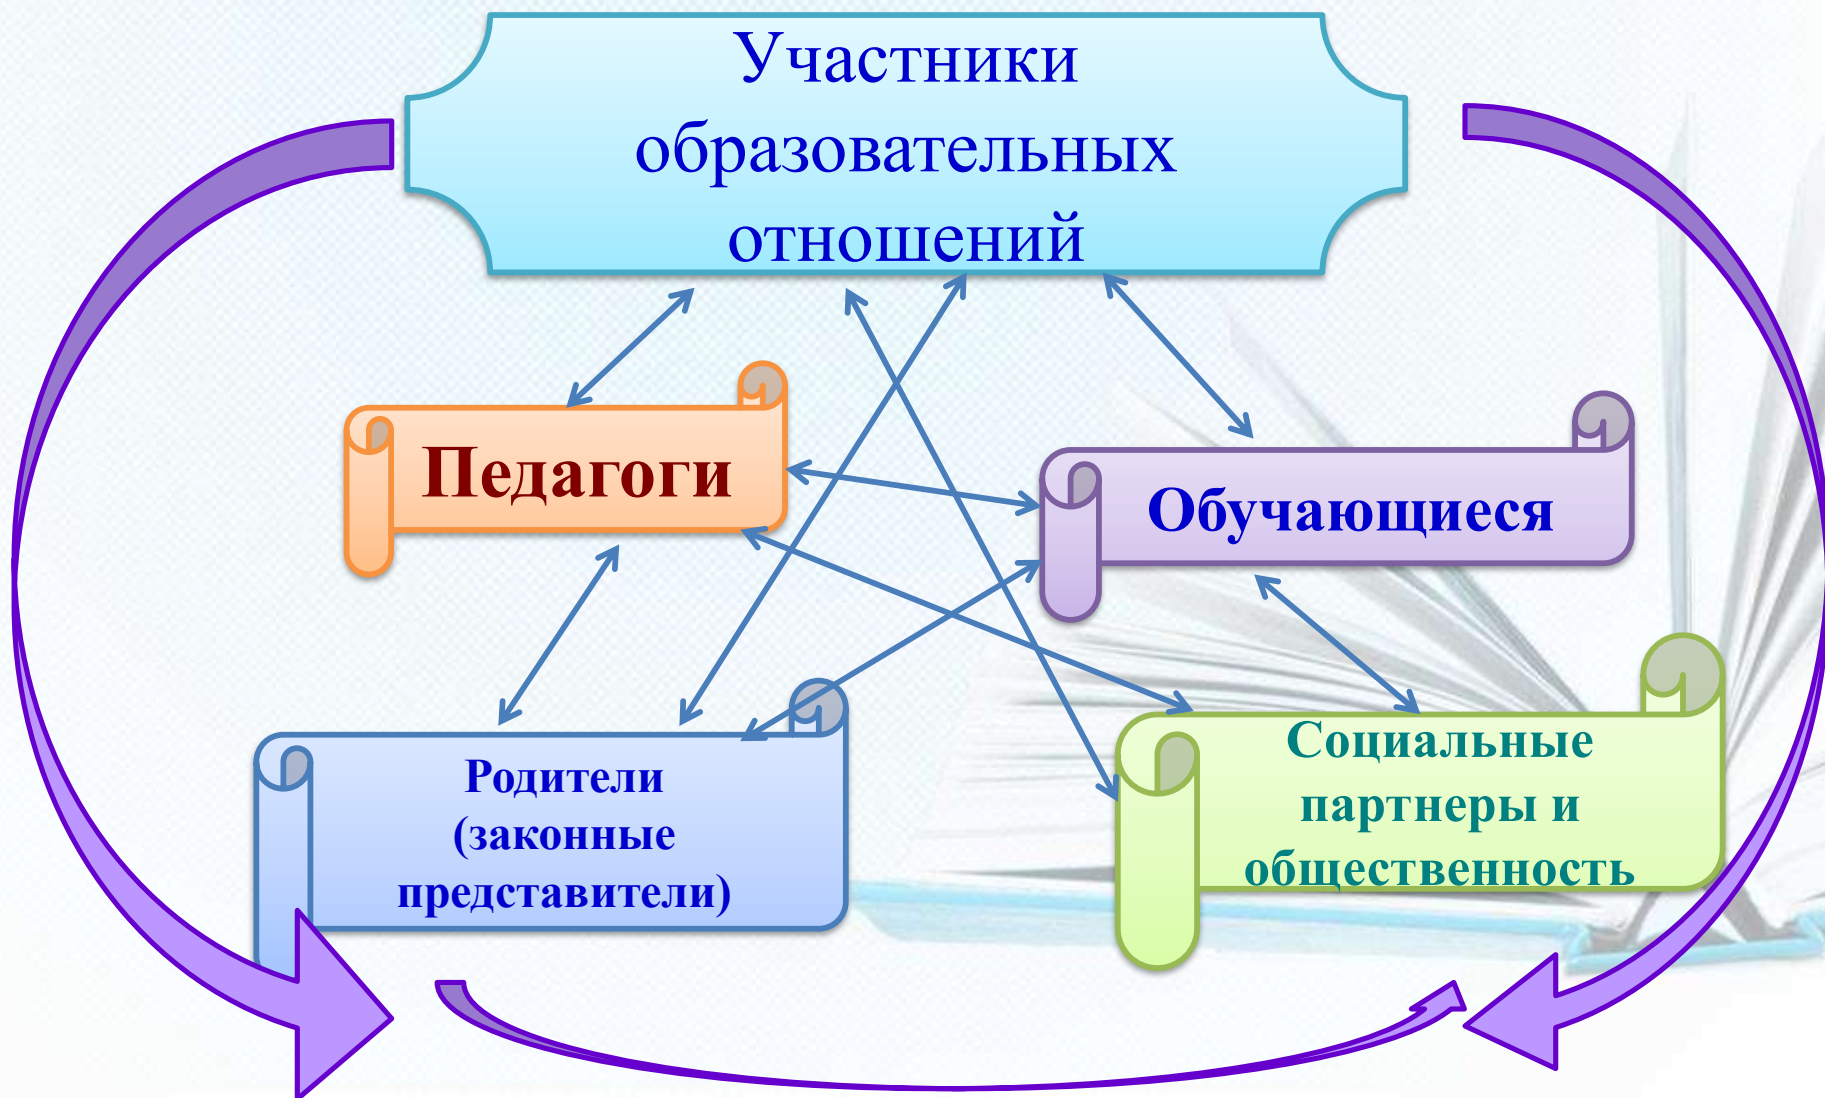 Участники
образовательных
отношений
Педагоги
Обучающиеся
Родители
(законные
представители)
Социальные
партнеры и
общественность